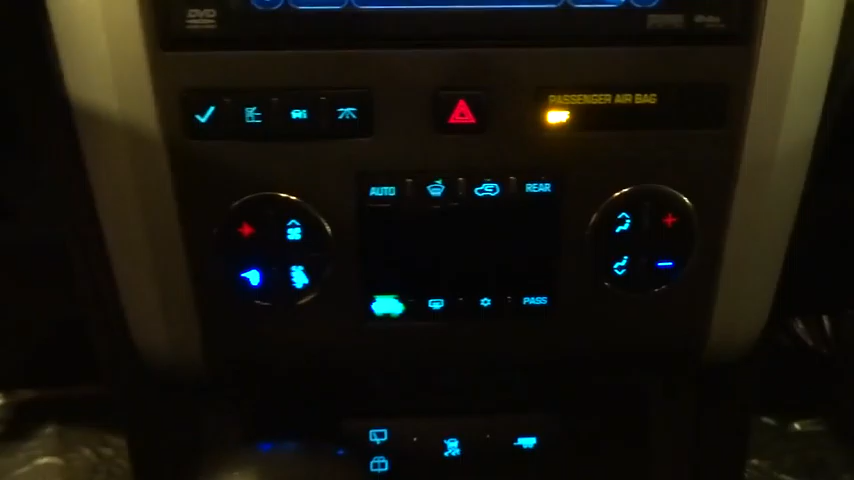 DVD
PASSENGER AIR BAG
OFF
AUTO
REAR
PASS